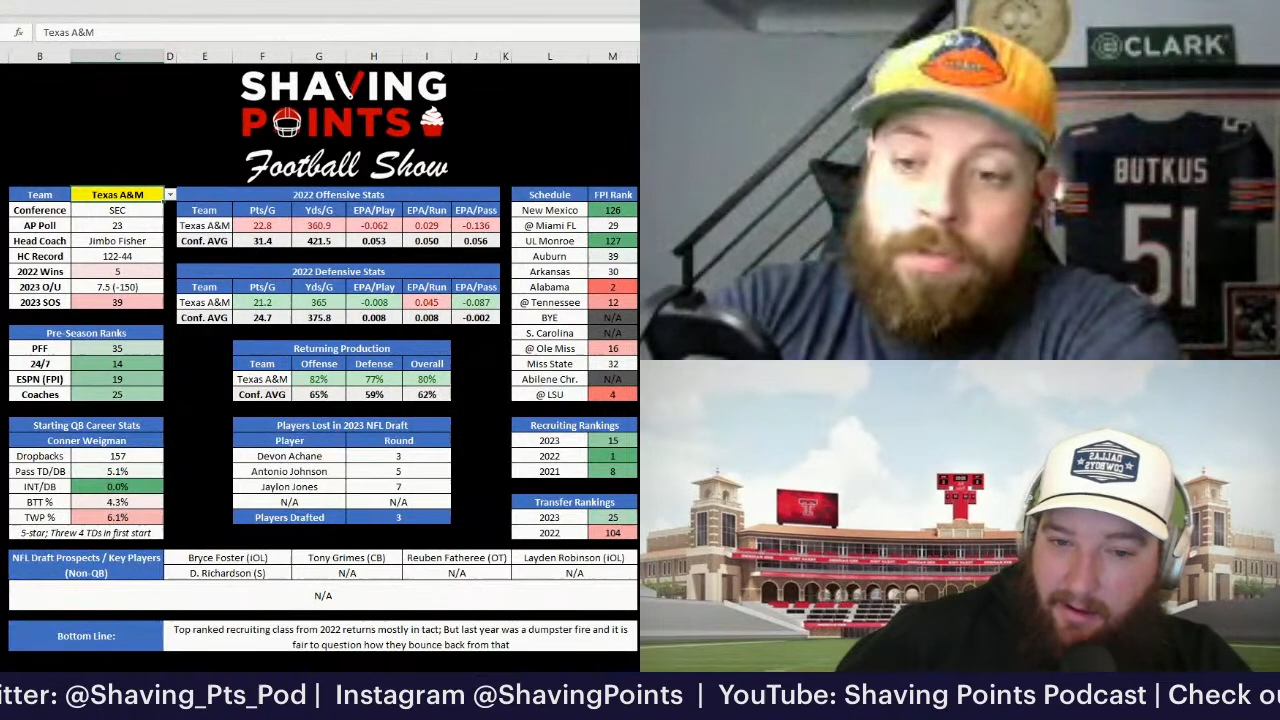 fx Texas A&M
B C D E F G H I J K L M
SHAVING
POINTS
Football Show
Team Texas A&M
Conference SEC
AP Poll 23
Head Coach Jimbo Fisher
HC Record 122-44
2022 Wins 5
2023 O/U 7.5 (-150)
2023 SOS 39
Pre-Season Ranks
PFF 35
24/7 14
ESPN (FPI) 19
Coaches 25
Starting QB Career Stats
Conner Weigman
Dropbacks 157
Pass TD/DB 5.1%
INT/DB 0.0%
BTT % 4.3%
TWP % 6.1%
5-star; Threw 4 TDs in first start
2022 Offensive Stats
Team Pts/G Yds/G EPA/Play EPA/Run EPA/Pass
Texas A&M 22.8 360.9 -0.062 0.029 -0.136
Conf. AVG 31.4 421.5 0.053 0.050 0.056
2022 Defensive Stats
Team Pts/G Yds/G EPA/Play EPA/Run EPA/Pass
Texas A&M 21.2 365 -0.008 0.045 -0.087
Conf. AVG 24.7 375.8 0.008 0.008 -0.002
Returning Production
Team Offense Defense Overall
Texas A&M 82% 77% 80%
Conf. AVG 65% 59% 62%
Players Lost in 2023 NFL Draft
Player Round
Devon Achane 3
Antonio Johnson 5
Jaylon Jones 7
N/A N/A
Players Drafted 3
Schedule FPI Rank
New Mexico 126
@ Miami FL 29
UL Monroe 127
Auburn 39
Arkansas 30
Alabama 2
@ Tennessee 12
BYE N/A
S. Carolina N/A
@ Ole Miss 16
Miss State 32
Abilene Chr. N/A
@ LSU 4
Recruiting Rankings
2023 15
2022 1
2021 8
Transfer Rankings
2023 25
2022 104
NFL Draft Prospects / Key Players (Non-QB)
Bryce Foster (iOL) Tony Grimes (CB) Reuben Fatheree (OT) Layden Robinson (iOL)
D. Richardson (S) N/A N/A N/A
N/A
Bottom Line:
Top ranked recruiting class from 2022 returns mostly in tact; But last year was a dumpster fire and it is
fair to question how they bounce back from that
CLARK
BUTKUS
51
DALLAS
COWBOYS
itter: @Shaving_Pts_Pod | Instagram @ShavingPoints | YouTube: Shaving Points Podcast | Check ou